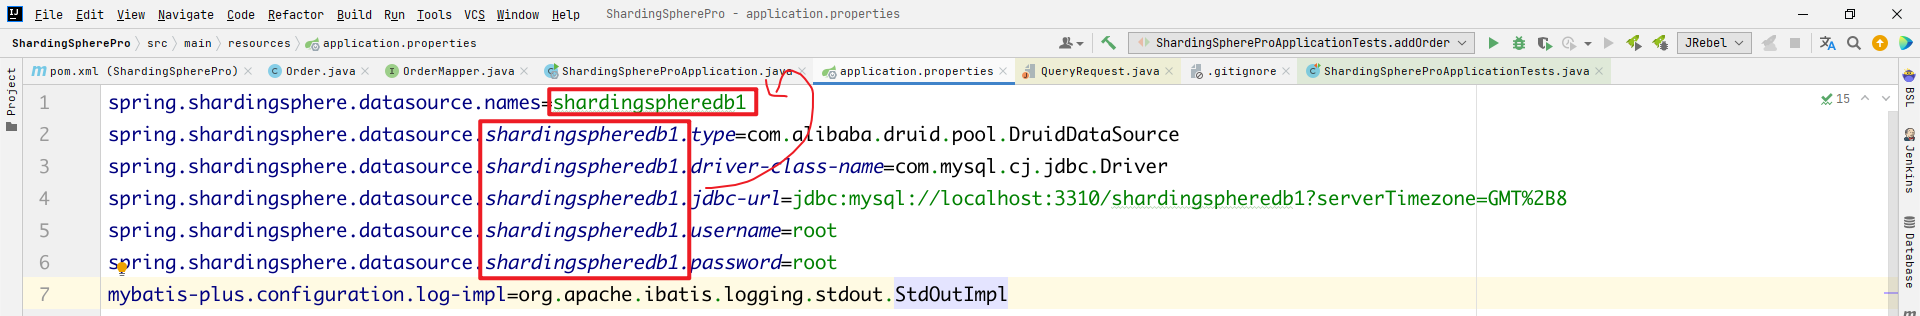 File Edit View Navigate Code Refactor Build Run Tools VCS Window Help ShardingSpherePro - application.properties
ShardingSpherePro src main resources application.properties ShardingSphereProApplicationTests.addOrder JRebel
pom.xml (ShardingSpherePro) Order.java OrderMapper.java ShardingSphereProApplication.java application.properties QueryRequest.java .gitignore ShardingSphereProApplicationTests.java
Project
1 spring.shardingsphere.datasource.names=shardingspheredb1
2 spring.shardingsphere.datasource.shardingspheredb1.type=com.alibaba.druid.pool.DruidDataSource
3 spring.shardingsphere.datasource.shardingspheredb1.driver-class-name=com.mysql.cj.jdbc.Driver
4 spring.shardingsphere.datasource.shardingspheredb1.jdbc-url=jdbc:mysql://localhost:3310/shardingspheredb1?serverTimezone=GMT%2B8
5 spring.shardingsphere.datasource.shardingspheredb1.username=root
6 spring.shardingsphere.datasource.shardingspheredb1.password=root
7 mybatis-plus.configuration.log-impl=org.apache.ibatis.logging.stdout.StdOutImpl
15
BSL
Jenkins
Database